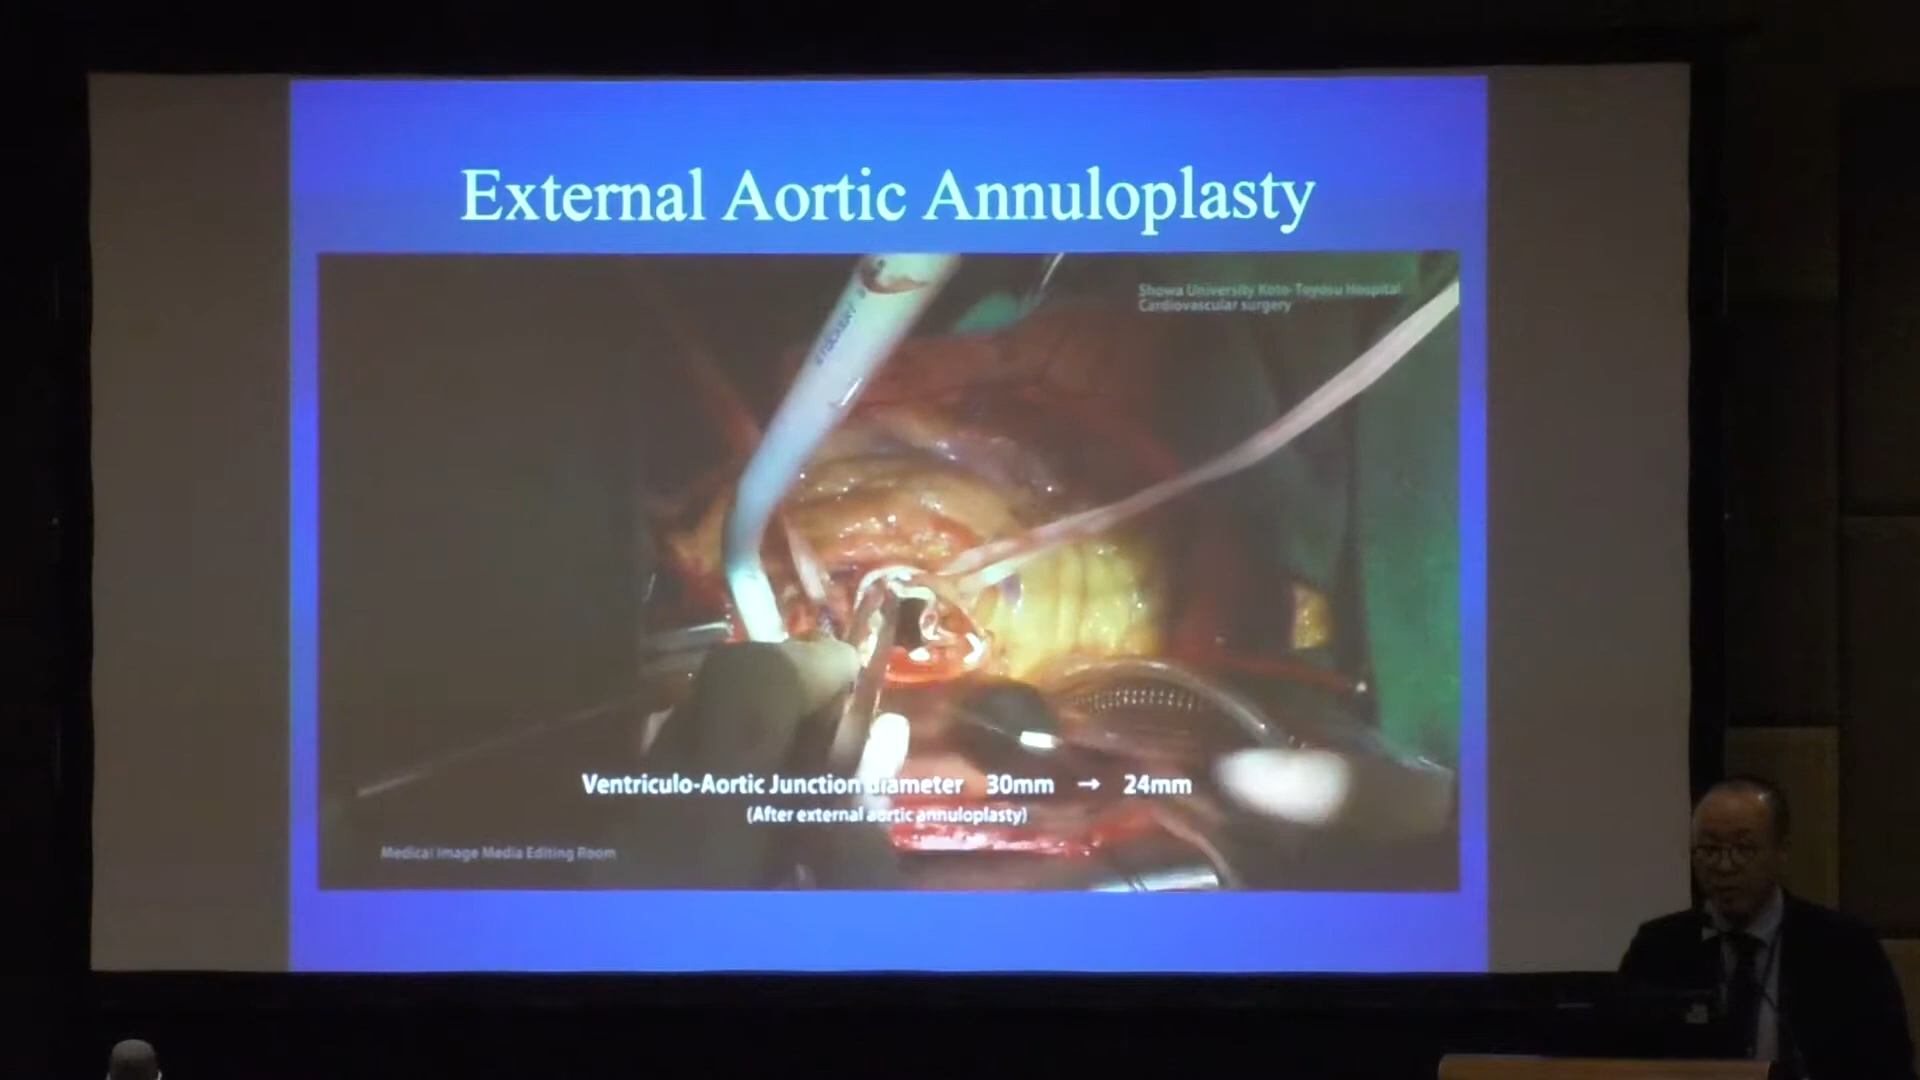 External Aortic Annuloplasty
Showa University Koto-Toyosu Hospital
Cardiovascular surgery
Ventriculo-Aortic Junction diameter 30mm → 24mm
(After external aortic annuloplasty)
Medical Image Media Editing Room